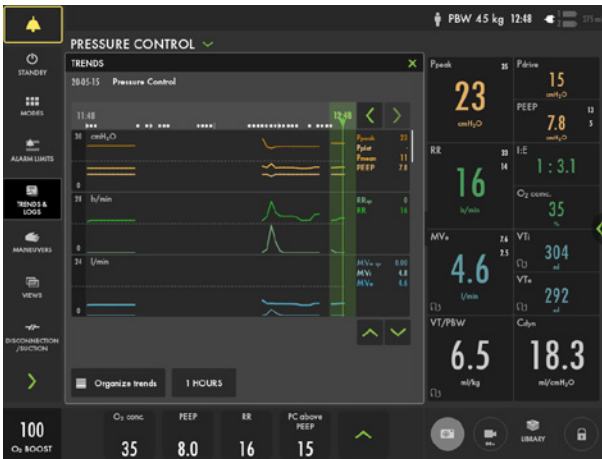 PBW 45 kg 12:48
PRESSURE CONTROL
STANDBY
MODES
ALARM LIMITS
TRENDS & LOGS
MANEUVERS
VIEWS
DISCONNECTION /SUCTION
100
O₂ BOOST
TRENDS
20-05-15 Pressure Control
11:48 12:48
36 cmH₂O
0
Ppeak 23
Pplat -
Pmean 11
PEEP 7.8
28 b/min
0
RRsp 0
RR 16
24 l/min
0
MVe sp 0.00
MVi 4.8
MVe 4.6
Organize trends 1 HOURS
Ppeak 35
23
cmH₂O
Pdrive
15
cmH₂O
PEEP 13
7.8 5
cmH₂O
RR
14
16
b/min
I:E
1 : 3.1
O₂ conc.
35
%
MVe 7.6
2.5
4.6
l/min
VTi
304
ml
VTe
292
ml
VT/PBW
6.5
ml/kg
Cdyn
18.3
ml/cmH₂O
O₂ conc. 35
PEEP 8.0
RR 16
PC above PEEP 15
LIBRARY